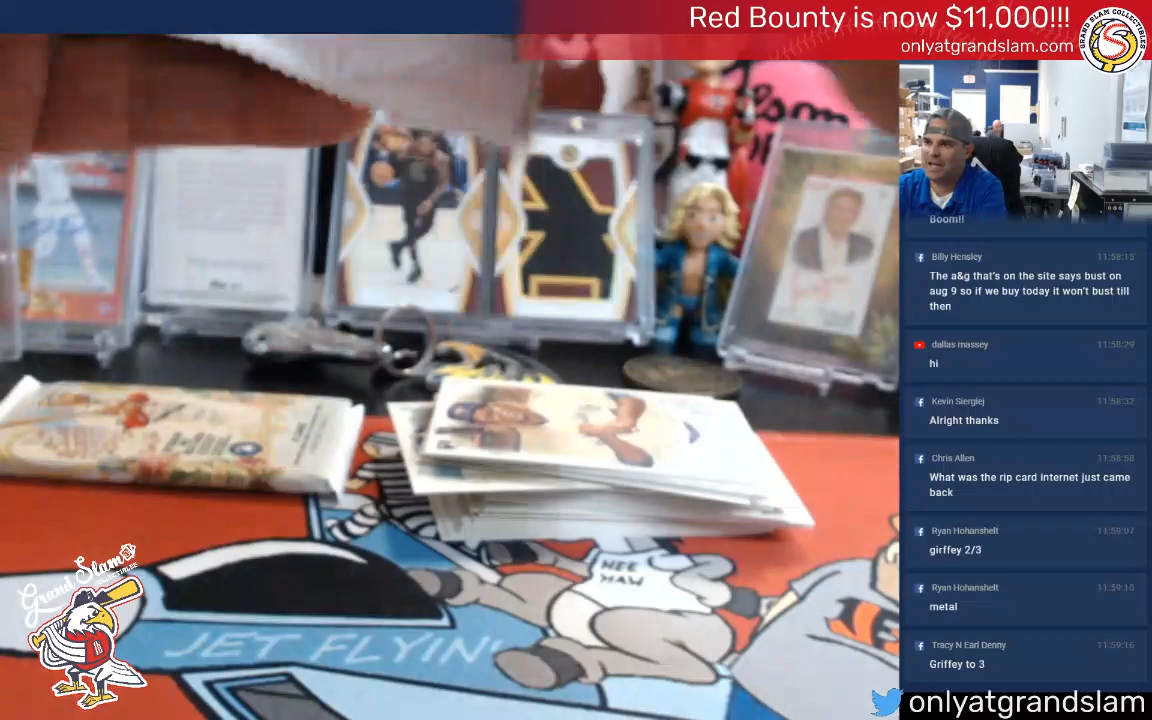 Red Bounty is now $11,000!!!
onlyatgrandslam.com
GRAND SLAM COLLECTIBLES
Boom!!
Billy Hensley 11:58:15
The a&g that's on the site says bust on
aug 9 so if we buy today it won't bust till
then
dallas massey 11:58:29
hi
Kevin Siergiej 11:58:32
Alright thanks
Chris Allen 11:58:58
What was the rip card internet just came
back
Ryan Hohanshelt 11:59:07
girffey 2/3
Ryan Hohanshelt 11:59:10
metal
Tracy N Earl Denny 11:59:16
Griffey to 3
onlyatgrandslam
HEE
HAW
JET FLYIN
Grand Slam
COLLECTIBLES